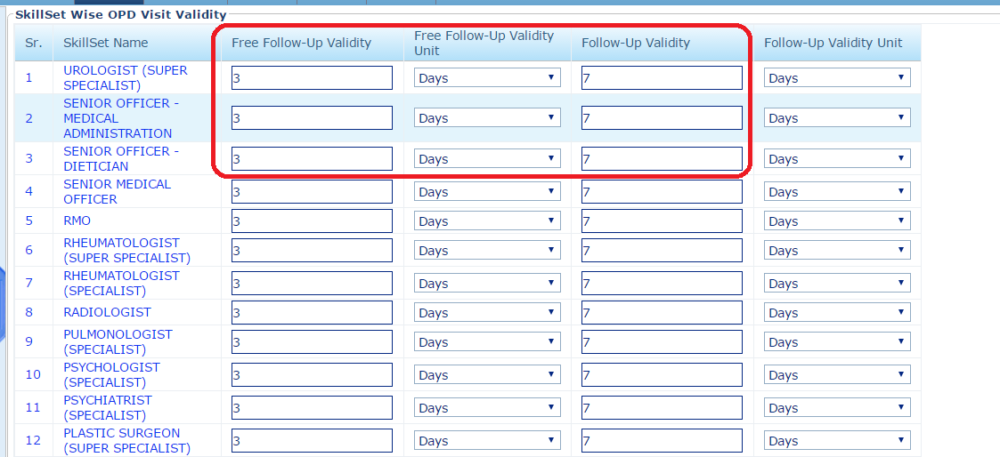 SkillSet Wise OPD Visit Validity
Sr. SkillSet Name Free Follow-Up Validity Free Follow-Up Validity Unit Follow-Up Validity Follow-Up Validity Unit
1 UROLOGIST (SUPER SPECIALIST) 3 Days 7 Days
2 SENIOR OFFICER - MEDICAL ADMINISTRATION 3 Days 7 Days
3 SENIOR OFFICER - DIETICIAN 3 Days 7 Days
4 SENIOR MEDICAL OFFICER 3 Days 7 Days
5 RMO 3 Days 7 Days
6 RHEUMATOLOGIST (SUPER SPECIALIST) 3 Days 7 Days
7 RHEUMATOLOGIST (SPECIALIST) 3 Days 7 Days
8 RADIOLOGIST 3 Days 7 Days
9 PULMONOLOGIST (SPECIALIST) 3 Days 7 Days
10 PSYCHOLOGIST (SPECIALIST) 3 Days 7 Days
11 PSYCHIATRIST (SPECIALIST) 3 Days 7 Days
12 PLASTIC SURGEON (SUPER SPECIALIST) 3 Days 7 Days